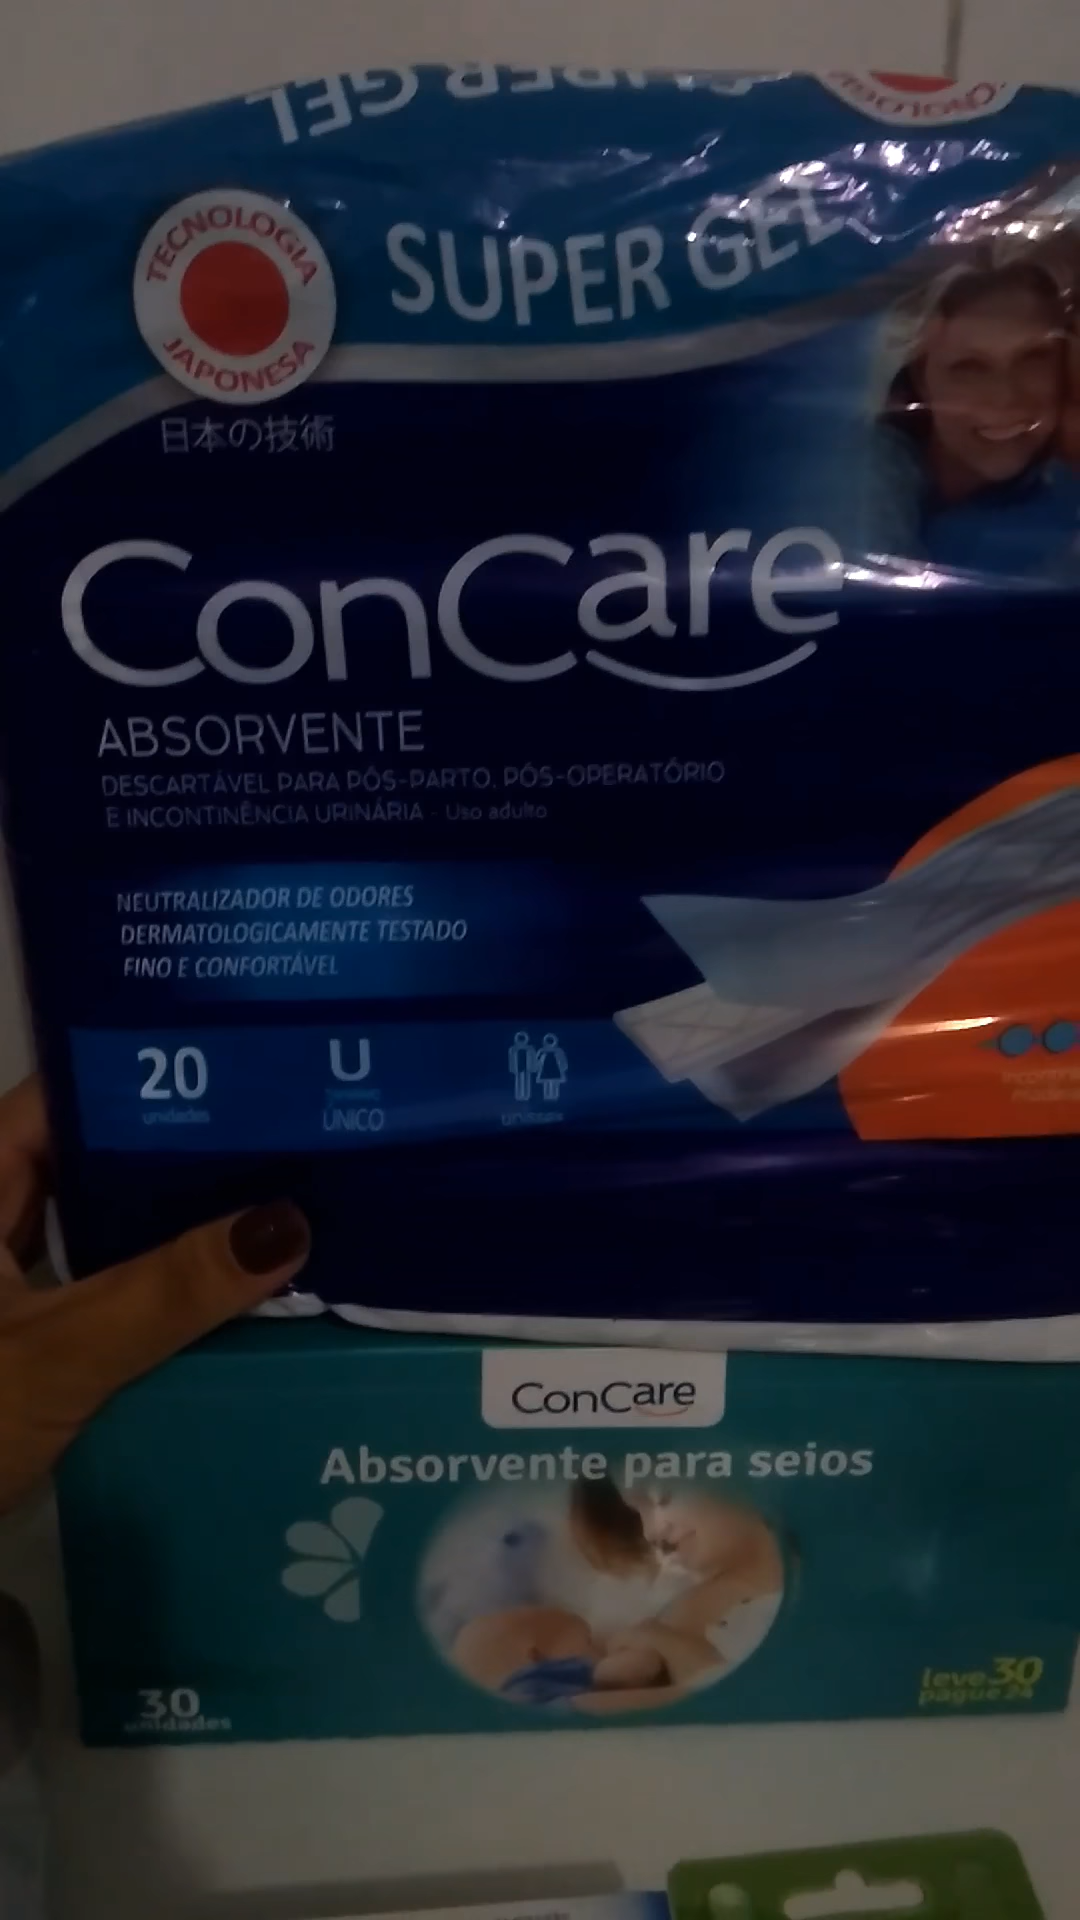 SUPER GEL
TECNOLOGIA
JAPONESA
SUPER GEL
日本の技術
ConCare
ABSORVENTE
DESCARTÁVEL PARA PÓS-PARTO, PÓS-OPERATÓRIO
E INCONTINÊNCIA URINÁRIA - Uso adulto
NEUTRALIZADOR DE ODORES
DERMATOLOGICAMENTE TESTADO
FINO E CONFORTÁVEL
20
unidades
U
ÚNICO
unissex
ConCare
Absorvente para seios
30
unidades
leve 30
pague 24